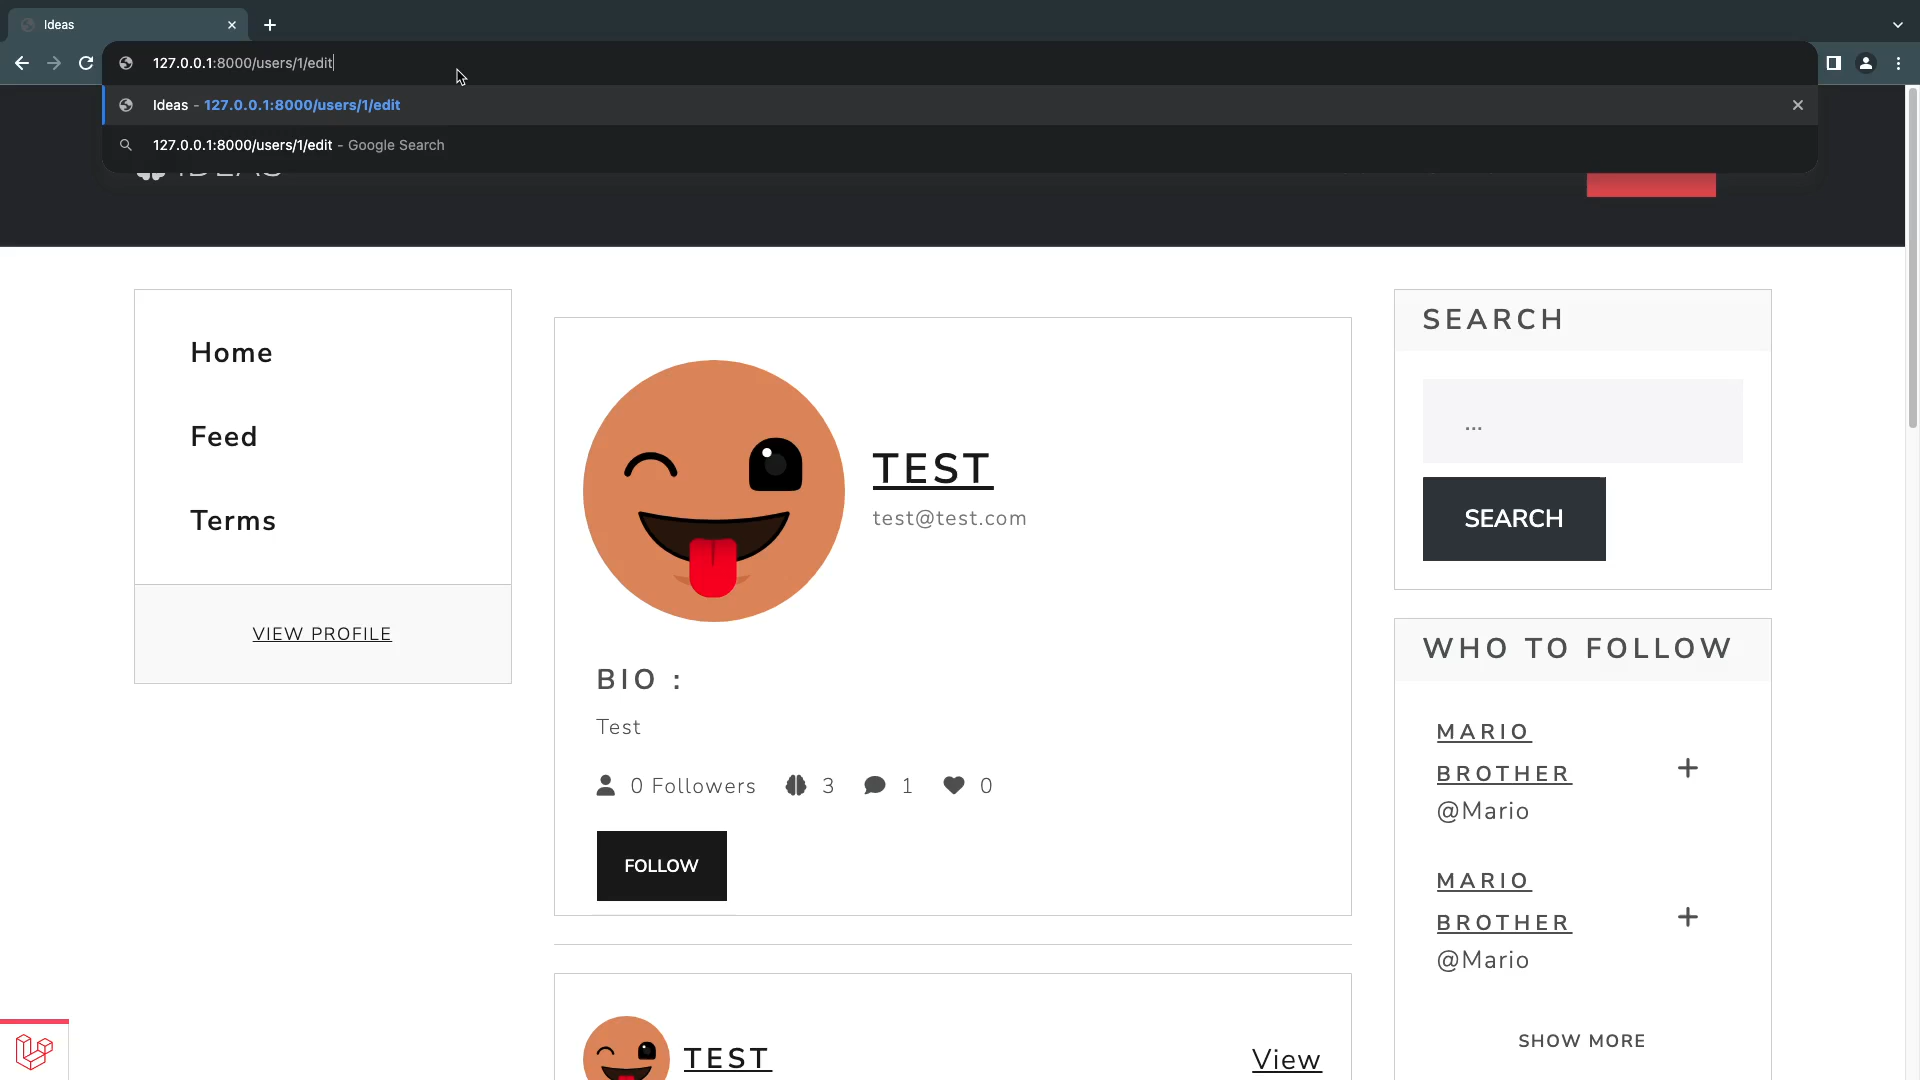 Ideas
127.0.0.1:8000/users/1/edit
Ideas - 127.0.0.1:8000/users/1/edit
127.0.0.1:8000/users/1/edit - Google Search
IDEAS
Home
Feed
Terms
VIEW PROFILE
TEST
test@test.com
BIO :
Test
0 Followers 3 1 0
FOLLOW
TEST
View
SEARCH
...
SEARCH
WHO TO FOLLOW
MARIO
BROTHER
@Mario
MARIO
BROTHER
@Mario
SHOW MORE